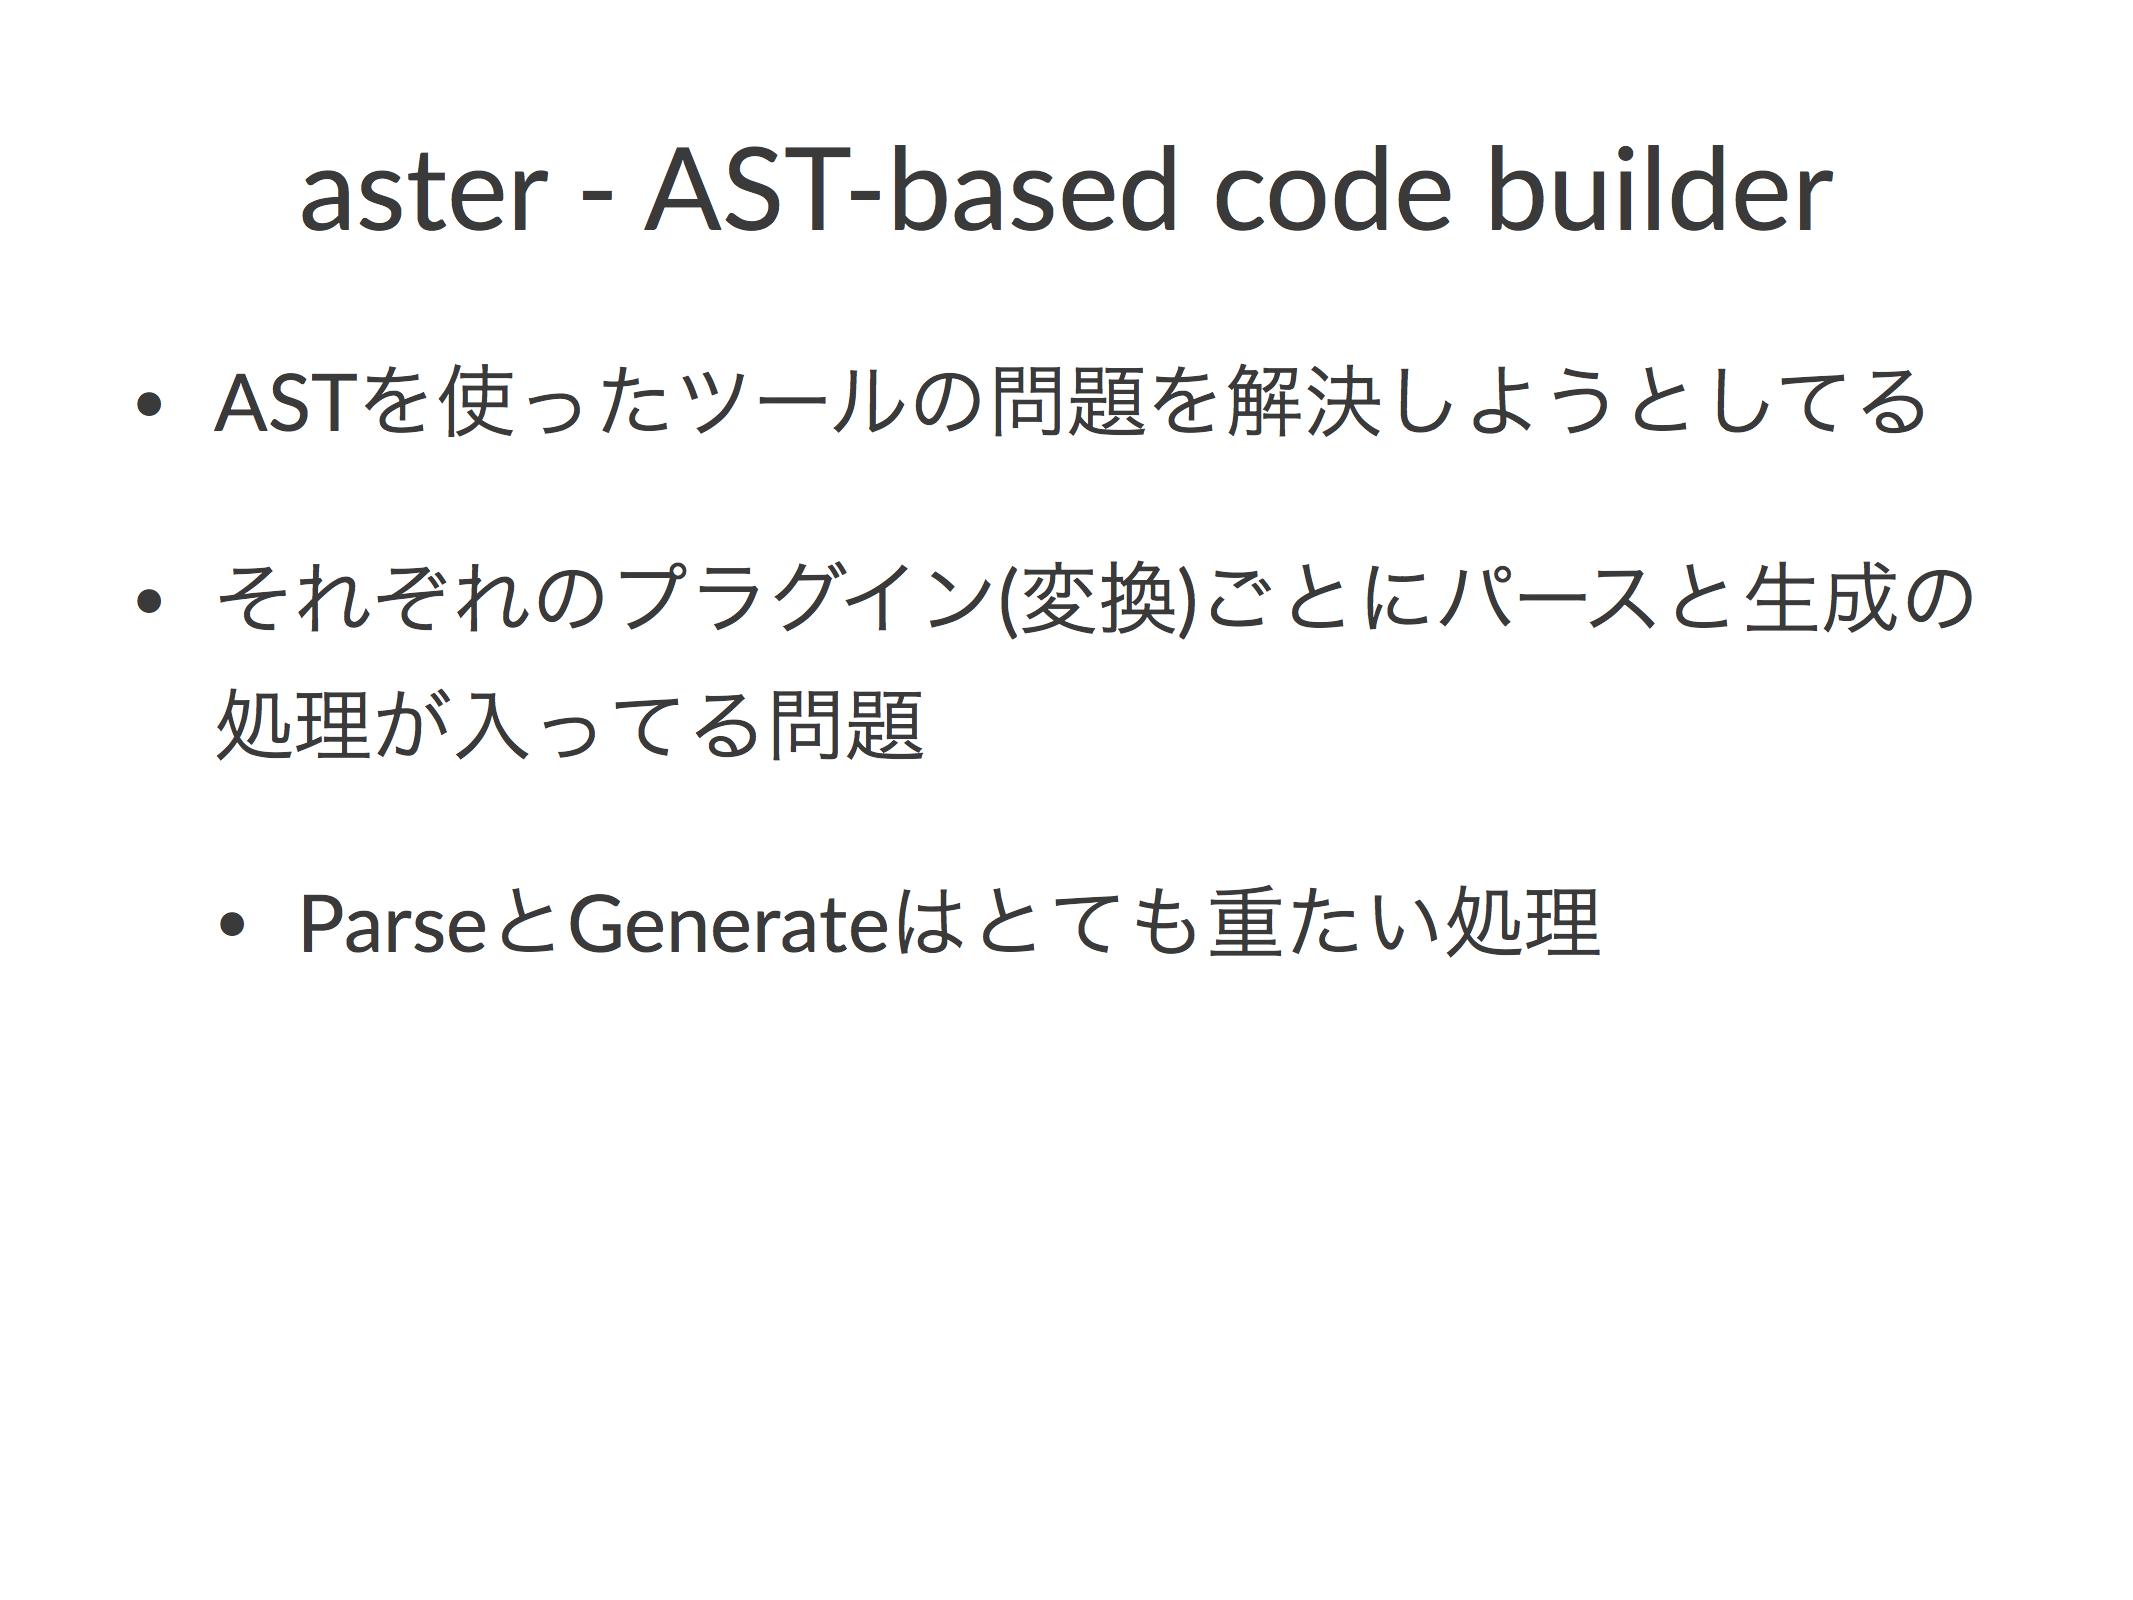 aster - AST-based code builder
• ASTを使ったツールの問題を解決しようとしてる
• それぞれのプラグイン(変換)ごとにパースと生成の
処理が入ってる問題
• ParseとGenerateはとても重たい処理